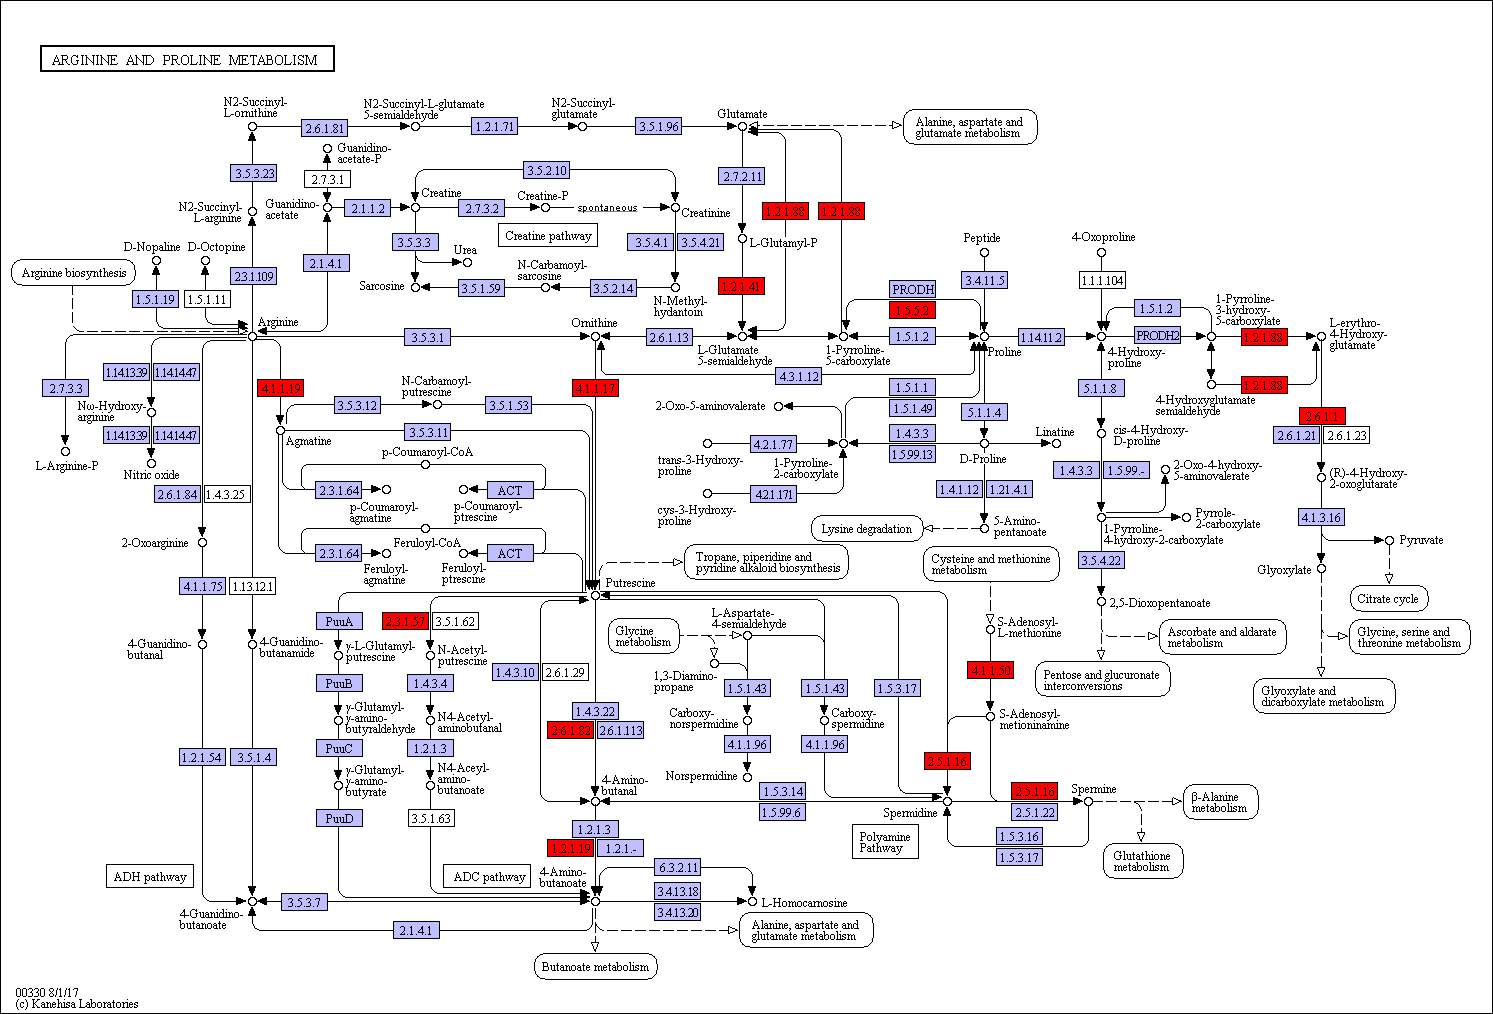 ARGININE AND PROLINE METABOLISM
N2-Succinyl-
L-ornithine
2.6.1.81
N2-Succinyl-L-glutamate
5-semialdehyde
1.2.1.71
N2-Succinyl-
glutamate
3.5.1.96
Glutamate
Alanine, aspartate and
glutamate metabolism
Guanidino-
acetate-P
3.5.3.23
2.7.3.1
3.5.2.10
2.7.2.11
N2-Succinyl-
L-arginine
Guanidino-
acetate
2.1.1.2
Creatine
2.7.3.2
Creatine-P
spontaneous
Creatinine
1.2.1.88
1.2.1.88
D-Nopaline
D-Octopine
3.5.3.3
Urea
Creatine pathway
3.5.4.1
3.5.4.21
L-Glutamyl-P
Peptide
4-Oxoproline
Arginine biosynthesis
2.3.1.109
2.1.4.1
N-Carbamoyl-
sarcosine
3.4.11.5
1.1.1.104
1.5.1.19
1.5.1.11
Sarcosine
3.5.1.59
3.5.2.14
N-Methyl-
hydantoin
1.2.1.41
PRODH
1.5.5.2
1.5.1.2
1-Pyrroline-
3-hydroxy-
5-carboxylate
Arginine
3.5.3.1
Ornithine
2.6.1.13
L-Glutamate
5-semialdehyde
1-Pyrroline-
5-carboxylate
1.5.1.2
Proline
1.14.11.2
4-Hydroxy-
proline
PRODH2
1.2.1.88
L-erythro-
4-Hydroxy-
glutamate
2.7.3.3
1.14.13.39
1.14.14.47
4.1.1.19
N-Carbamoyl-
putrescine
4.1.1.17
4.3.1.12
1.5.1.1
1.5.1.49
5.1.1.8
1.2.1.88
4-Hydroxyglutamate
semialdehyde
Nω-Hydroxy-
arginine
3.5.3.12
3.5.1.53
2-Oxo-5-aminovalerate
5.1.1.4
2.6.1.1
1.14.13.39
1.14.14.47
Agmatine
3.5.3.11
4.2.1.77
1.4.3.3
1.5.99.13
Linatine
cis-4-Hydroxy-
D-proline
2.6.1.21
2.6.1.23
L-Arginine-P
Nitric oxide
p-Coumaroyl-CoA
trans-3-Hydroxy-
proline
1-Pyrroline-
2-carboxylate
D-Proline
1.4.3.3
1.5.99.-
2-Oxo-4-hydroxy-
5-aminovalerate
(R)-4-Hydroxy-
2-oxoglutarate
2.6.1.84
1.4.3.25
2.3.1.64
ACT
4.2.1.171
1.4.1.12
1.21.4.1
p-Coumaroyl-
agmatine
p-Coumaroyl-
ptrescine
cys-3-Hydroxy-
proline
Lysine degradation
5-Amino-
pentanoate
1-Pyrroline-
4-hydroxy-2-carboxylate
Pyrrole-
2-carboxylate
4.1.3.16
2-Oxoarginine
2.3.1.64
Feruloyl-CoA
ACT
Tropane, piperidine and
pyridine alkaloid biosynthesis
Cysteine and methionine
metabolism
3.5.4.22
Pyruvate
Glyoxylate
4.1.1.75
1.13.12.1
Feruloyl-
agmatine
Feruloyl-
ptrescine
Putrescine
2,5-Dioxopentanoate
Citrate cycle
PuuA
2.3.1.57
3.5.1.62
L-Aspartate-
4-semialdehyde
Glycine
metabolism
S-Adenosyl-
L-methionine
Ascorbate and aldarate
metabolism
Glycine, serine and
threonine metabolism
4-Guanidino-
butanal
4-Guanidino-
butanamide
γ-L-Glutamyl-
putrescine
N-Acetyl-
putrescine
1.4.3.10
2.6.1.29
1,3-Diamino-
propane
4.1.1.50
Pentose and glucuronate
interconversions
PuuB
1.4.3.4
1.5.1.43
1.5.1.43
1.5.3.17
Glyoxylate and
dicarboxylate metabolism
γ-Glutamyl-
γ-amino-
butyraldehyde
N4-Acetyl-
aminobutanal
1.4.3.22
2.6.1.82
2.6.1.113
Carboxy-
norspermidine
Carboxy-
spermidine
S-Adenosyl-
metioninamine
1.2.1.54
3.5.1.4
PuuC
1.2.1.3
4.1.1.96
4.1.1.96
2.5.1.16
γ-Glutamyl-
γ-amino-
butyrate
N4-Aceyl-
amino-
butanoate
4-Amino-
butanal
Norspermidine
1.5.3.14
1.5.99.6
Spermidine
2.5.1.16
2.5.1.22
Spermine
β-Alanine
metabolism
PuuD
3.5.1.63
1.2.1.3
1.2.1.19
1.2.1.-
Polyamine
Pathway
1.5.3.16
1.5.3.17
Glutathione
metabolism
ADH pathway
ADC pathway
4-Amino-
butanoate
6.3.2.11
3.4.13.18
3.4.13.20
L-Homocarnosine
4-Guanidino-
butanoate
3.5.3.7
2.1.4.1
Alanine, aspartate and
glutamate metabolism
Butanoate metabolism
00330 8/1/17
(c) Kanehisa Laboratories